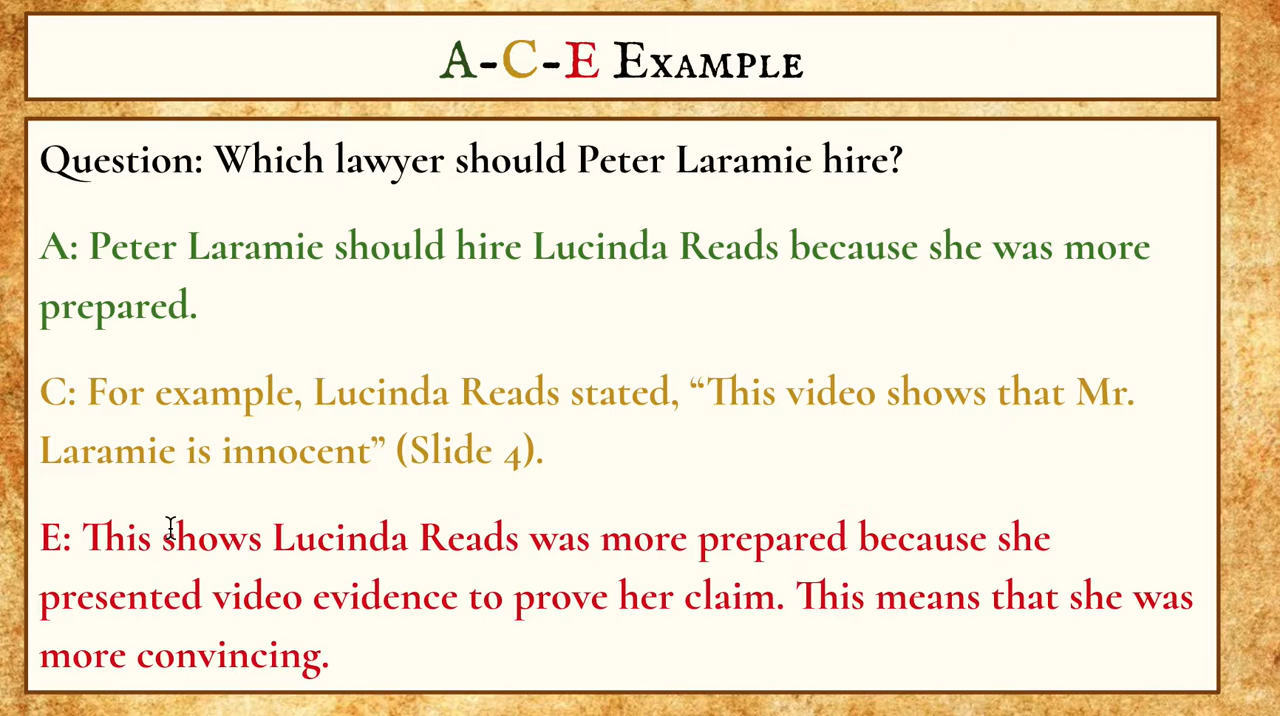 A-C-E Example
Question: Which lawyer should Peter Laramie hire?
A: Peter Laramie should hire Lucinda Reads because she was more
prepared.
C: For example, Lucinda Reads stated, “This video shows that Mr.
Laramie is innocent” (Slide 4).
E: This shows Lucinda Reads was more prepared because she
presented video evidence to prove her claim. This means that she was
more convincing.